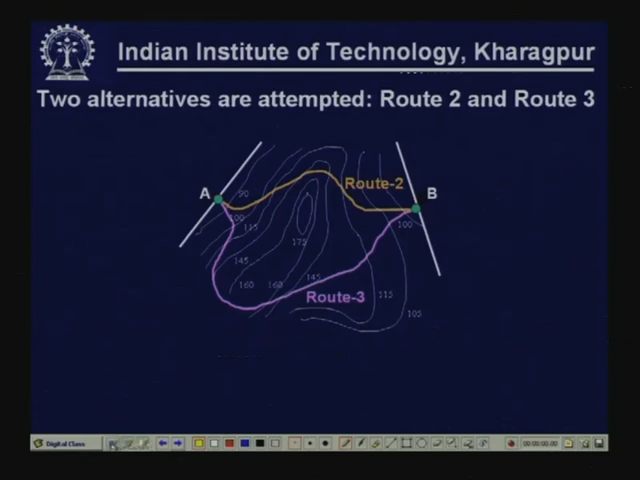 Indian Institute of Technology, Kharagpur
Two alternatives are attempted: Route 2 and Route 3
A
B
Route-2
90
100
115
100
175
145
145
160
160
Route-3
115
105
Digital Class